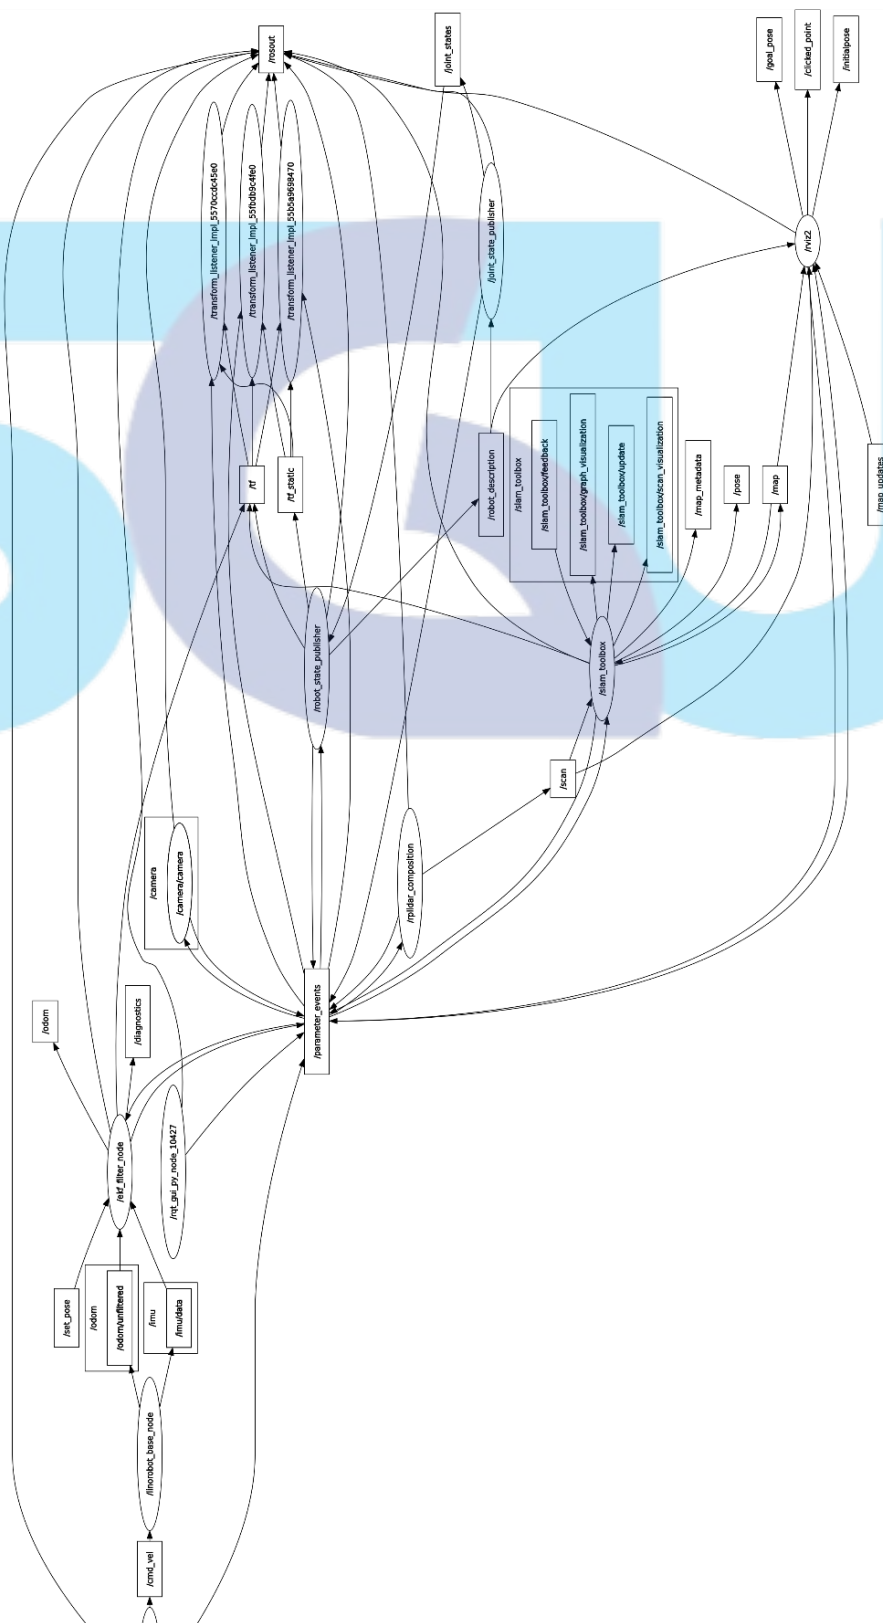 /rosout
/joint_states
/goal_pose
/clicked_point
/initialpose
/transform_listener_impl_5570ccdc45e0
/transform_listener_impl_55fbdb9c4fe0
/transform_listener_impl_55b5a9698470
/joint_state_publisher
/rviz2
/tf
/tf_static
/robot_description
/slam_toolbox
/slam_toolbox/feedback
/slam_toolbox/graph_visualization
/slam_toolbox/update
/slam_toolbox/scan_visualization
/map_metadata
/pose
/map
/map_updates
/robot_state_publisher
/slam_toolbox
/scan
/camera
/camera/camera
/rplidar_composition
/odom
/diagnostics
/parameter_events
/ekf_filter_node
/rqt_gui_py_node_10427
/set_pose
/odom
/odom/unfiltered
/imu
/imu/data
/linorobot_base_node
/cmd_vel